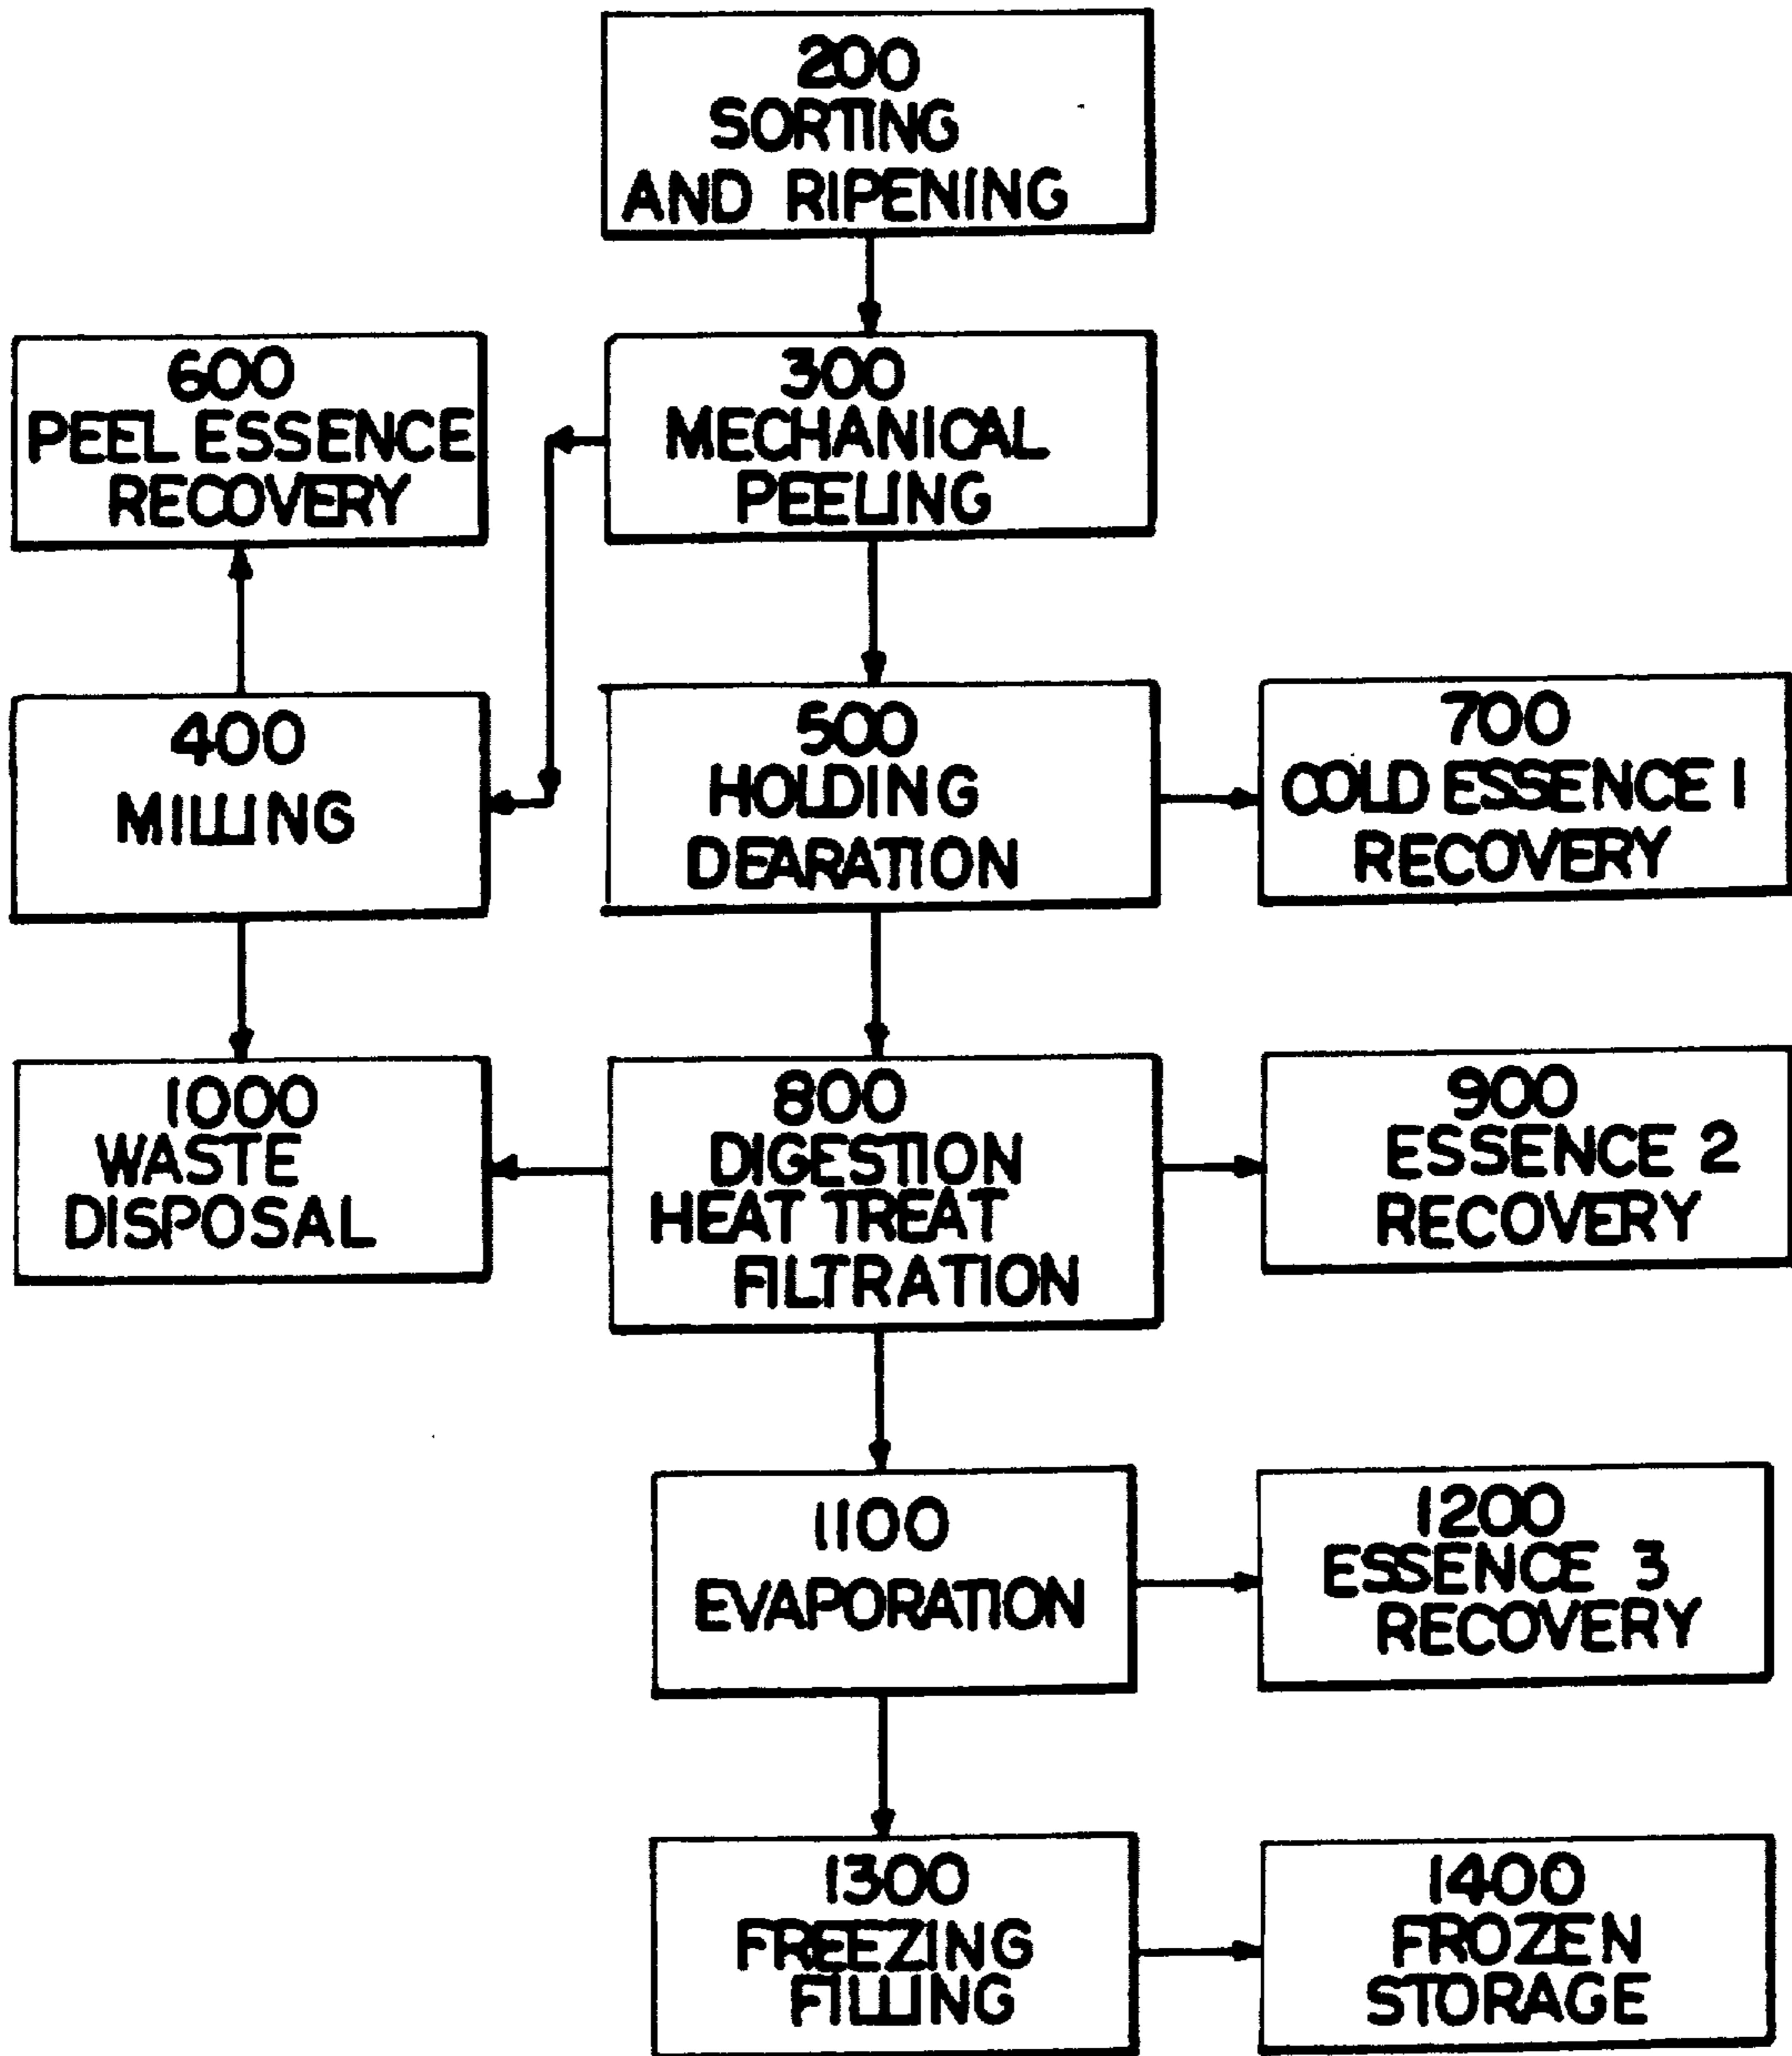 200
SORTING
AND RIPENING
600
PEEL ESSENCE
RECOVERY
300
MECHANICAL
PEELING
400
MILLING
500
HOLDING
DEARATION
700
COLD ESSENCE 1
RECOVERY
1000
WASTE
DISPOSAL
800
DIGESTION
HEAT TREAT
FILTRATION
900
ESSENCE 2
RECOVERY
1100
EVAPORATION
1200
ESSENCE 3
RECOVERY
1300
FREEZING
FILLING
1400
FROZEN
STORAGE